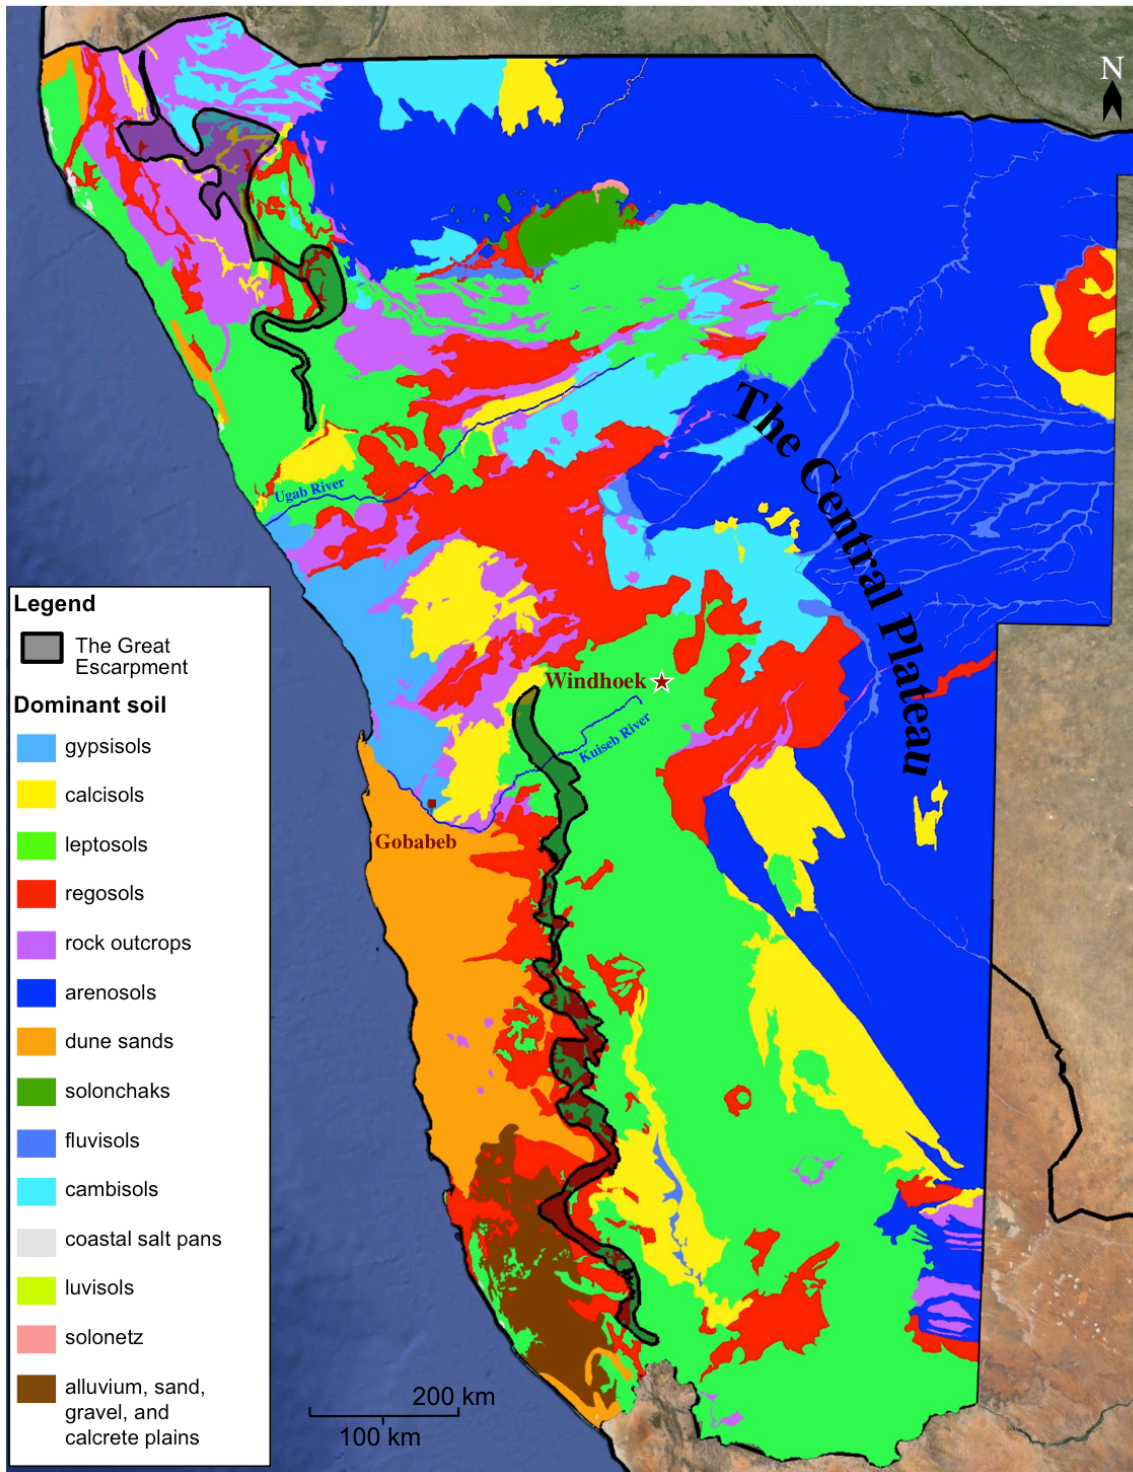 N
The Central Plateau
Ugab River
Windhoek
Kuiseb River
Gobabeb
Legend
The Great
Escarpment
Dominant soil
gypsisols
calcisols
leptosols
regosols
rock outcrops
arenosols
dune sands
solonchaks
fluvisols
cambisols
coastal salt pans
luvisols
solonetz
alluvium, sand,
gravel, and
calcrete plains
200 km
100 km